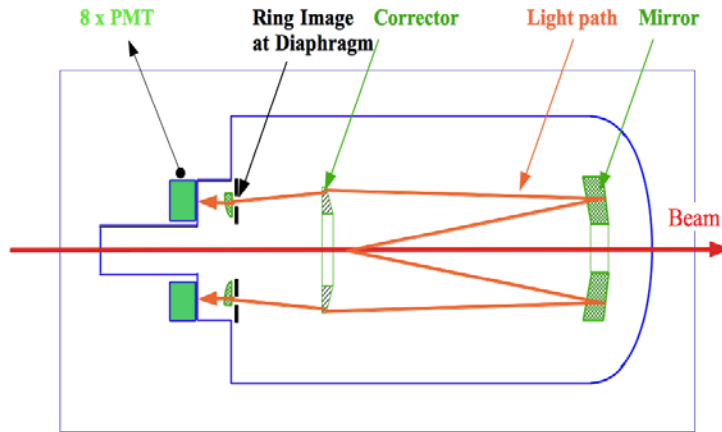 8 x PMT
Ring Image
at Diaphragm
Corrector
Light path
Mirror
Beam